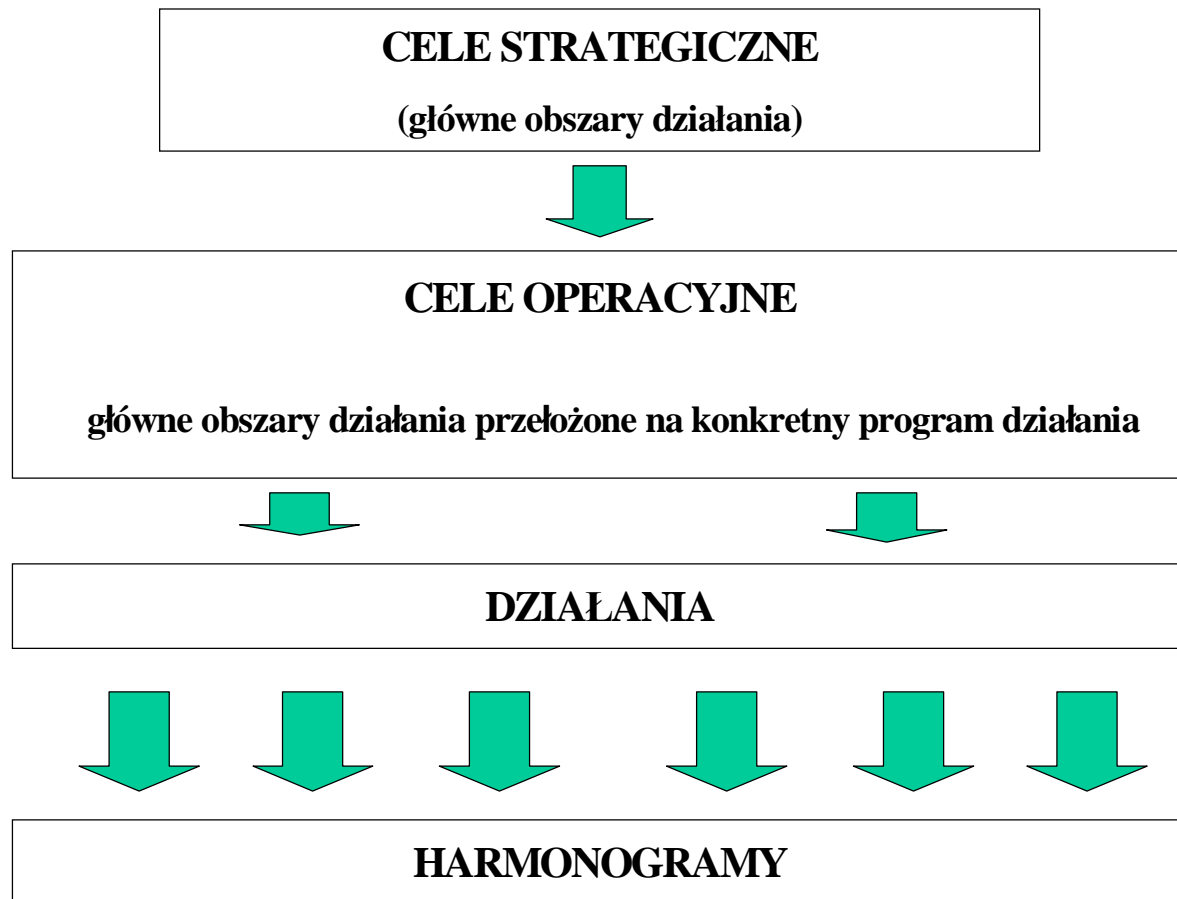 CELE STRATEGICZNE
(główne obszary działania)
CELE OPERACYJNE
główne obszary działania przełożone na konkretny program działania
DZIAŁANIA
HARMONOGRAMY